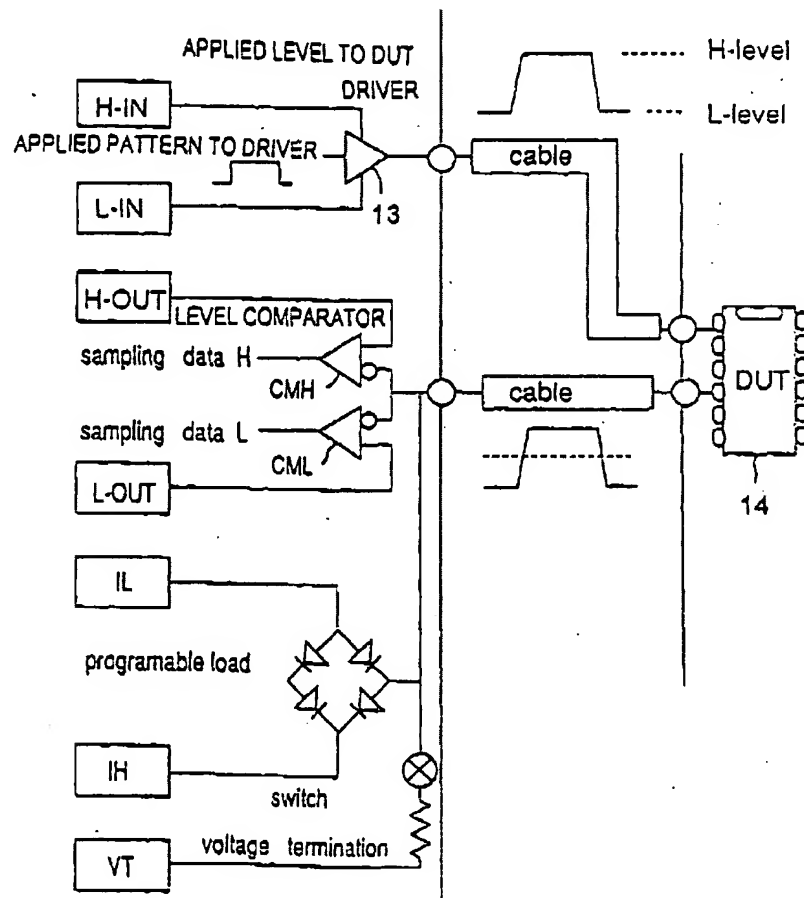 APPLIED LEVEL TO DUT
DRIVER
H-level
L-level
H-IN
APPLIED PATTERN TO DRIVER
L-IN
13
cable
H-OUT
LEVEL COMPARATOR
sampling data H
CMH
sampling data L
CML
L-OUT
cable
DUT
14
IL
programable load
IH
switch
voltage termination
VT